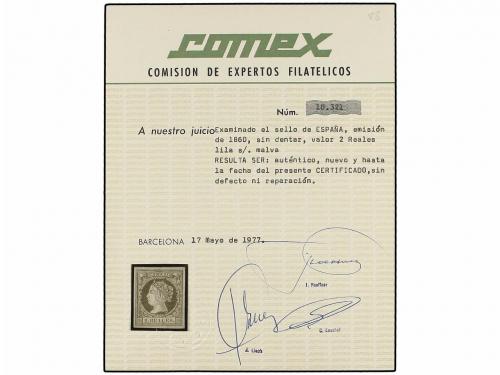 comex
COMISION DE EXPERTOS FILATELICOS
Núm. 10.321
A nuestro juicio Examinado el sello de ESPAÑA, emisión
de 1860, sin dentar, valor 2 Reales
lila s/. malva
RESULTA SER: auténtico, nuevo y hasta
la fecha del presente CERTIFICADO,sin
defecto ni reparación.
BARCELONA 17 Mayo de 1977.